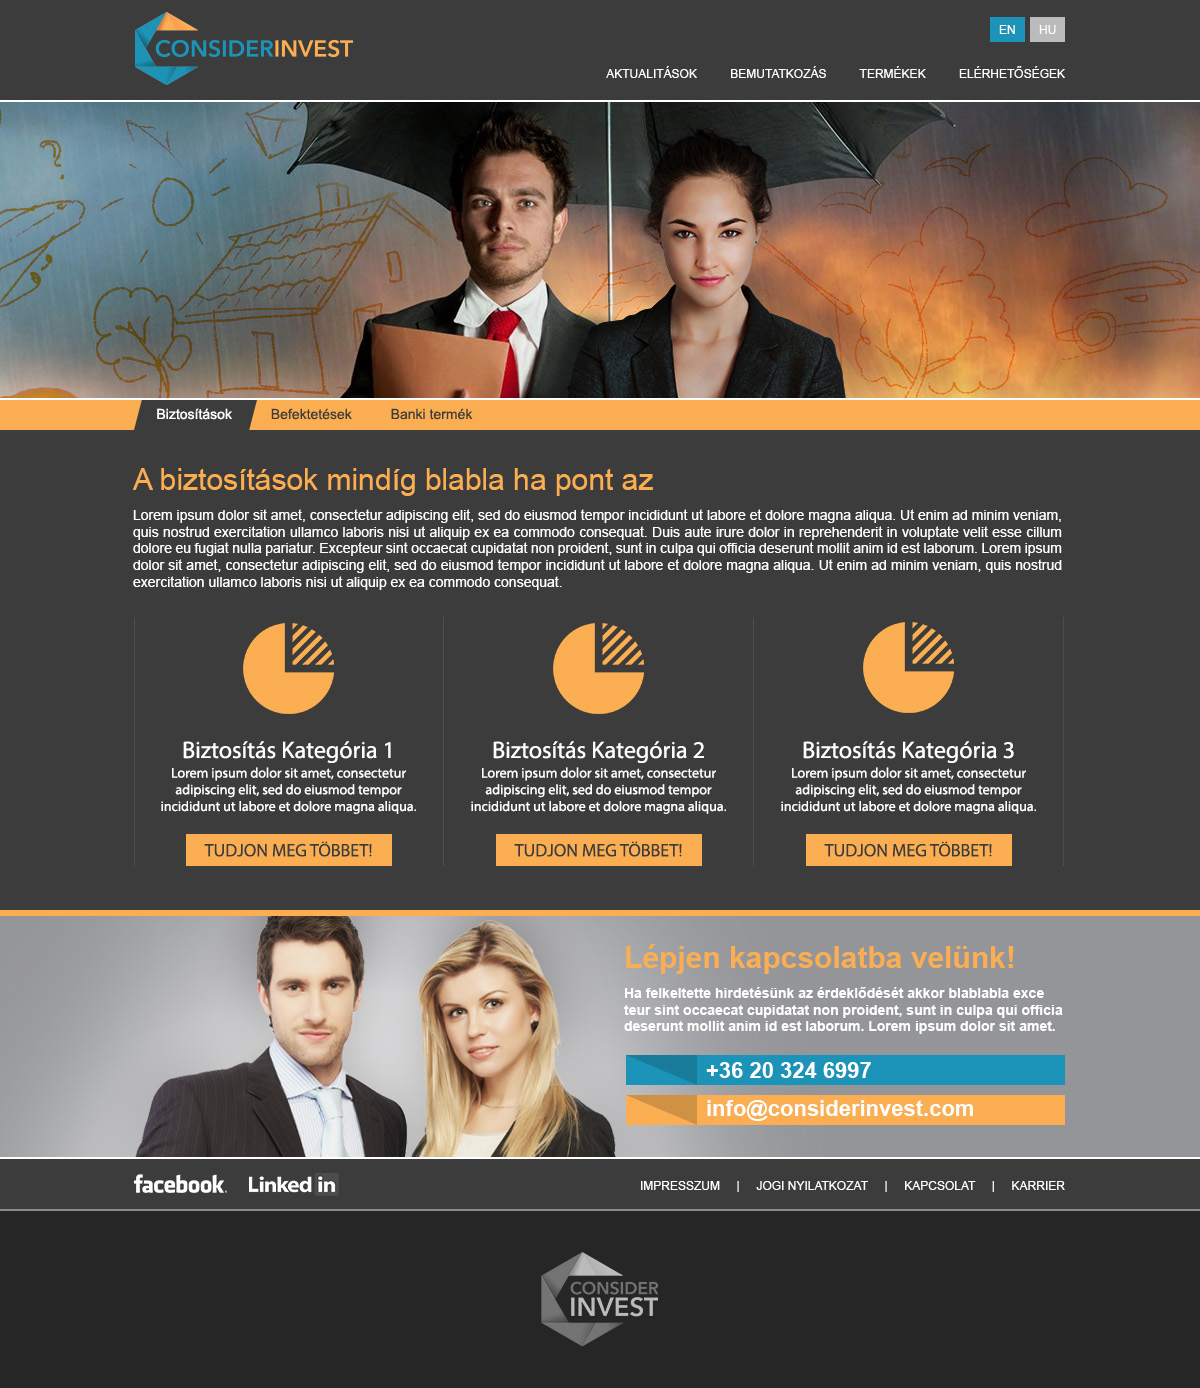 CONSIDERINVEST
EN HU
AKTUALITÁSOK BEMUTATKOZÁS TERMÉKEK ELÉRHETŐSÉGEK
Biztosítások Befektetések Banki termék
A biztosítások mindíg blabla ha pont az
Lorem ipsum dolor sit amet, consectetur adipiscing elit, sed do eiusmod tempor incididunt ut labore et dolore magna aliqua. Ut enim ad minim veniam,
quis nostrud exercitation ullamco laboris nisi ut aliquip ex ea commodo consequat. Duis aute irure dolor in reprehenderit in voluptate velit esse cillum
dolore eu fugiat nulla pariatur. Excepteur sint occaecat cupidatat non proident, sunt in culpa qui officia deserunt mollit anim id est laborum. Lorem ipsum
dolor sit amet, consectetur adipiscing elit, sed do eiusmod tempor incididunt ut labore et dolore magna aliqua. Ut enim ad minim veniam, quis nostrud
exercitation ullamco laboris nisi ut aliquip ex ea commodo consequat.
Biztosítás Kategória 1
Lorem ipsum dolor sit amet, consectetur
adipiscing elit, sed do eiusmod tempor
incididunt ut labore et dolore magna aliqua.
TUDJON MEG TÖBBET!
Biztosítás Kategória 2
Lorem ipsum dolor sit amet, consectetur
adipiscing elit, sed do eiusmod tempor
incididunt ut labore et dolore magna aliqua.
TUDJON MEG TÖBBET!
Biztosítás Kategória 3
Lorem ipsum dolor sit amet, consectetur
adipiscing elit, sed do eiusmod tempor
incididunt ut labore et dolore magna aliqua.
TUDJON MEG TÖBBET!
Lépjen kapcsolatba velünk!
Ha felkeltette hirdetésünk az érdeklődését akkor blablabla exce
teur sint occaecat cupidatat non proident, sunt in culpa qui officia
deserunt mollit anim id est laborum. Lorem ipsum dolor sit amet.
+36 20 324 6997
info@considerinvest.com
facebook. Linked in
IMPRESSZUM | JOGI NYILATKOZAT | KAPCSOLAT | KARRIER
CONSIDER
INVEST